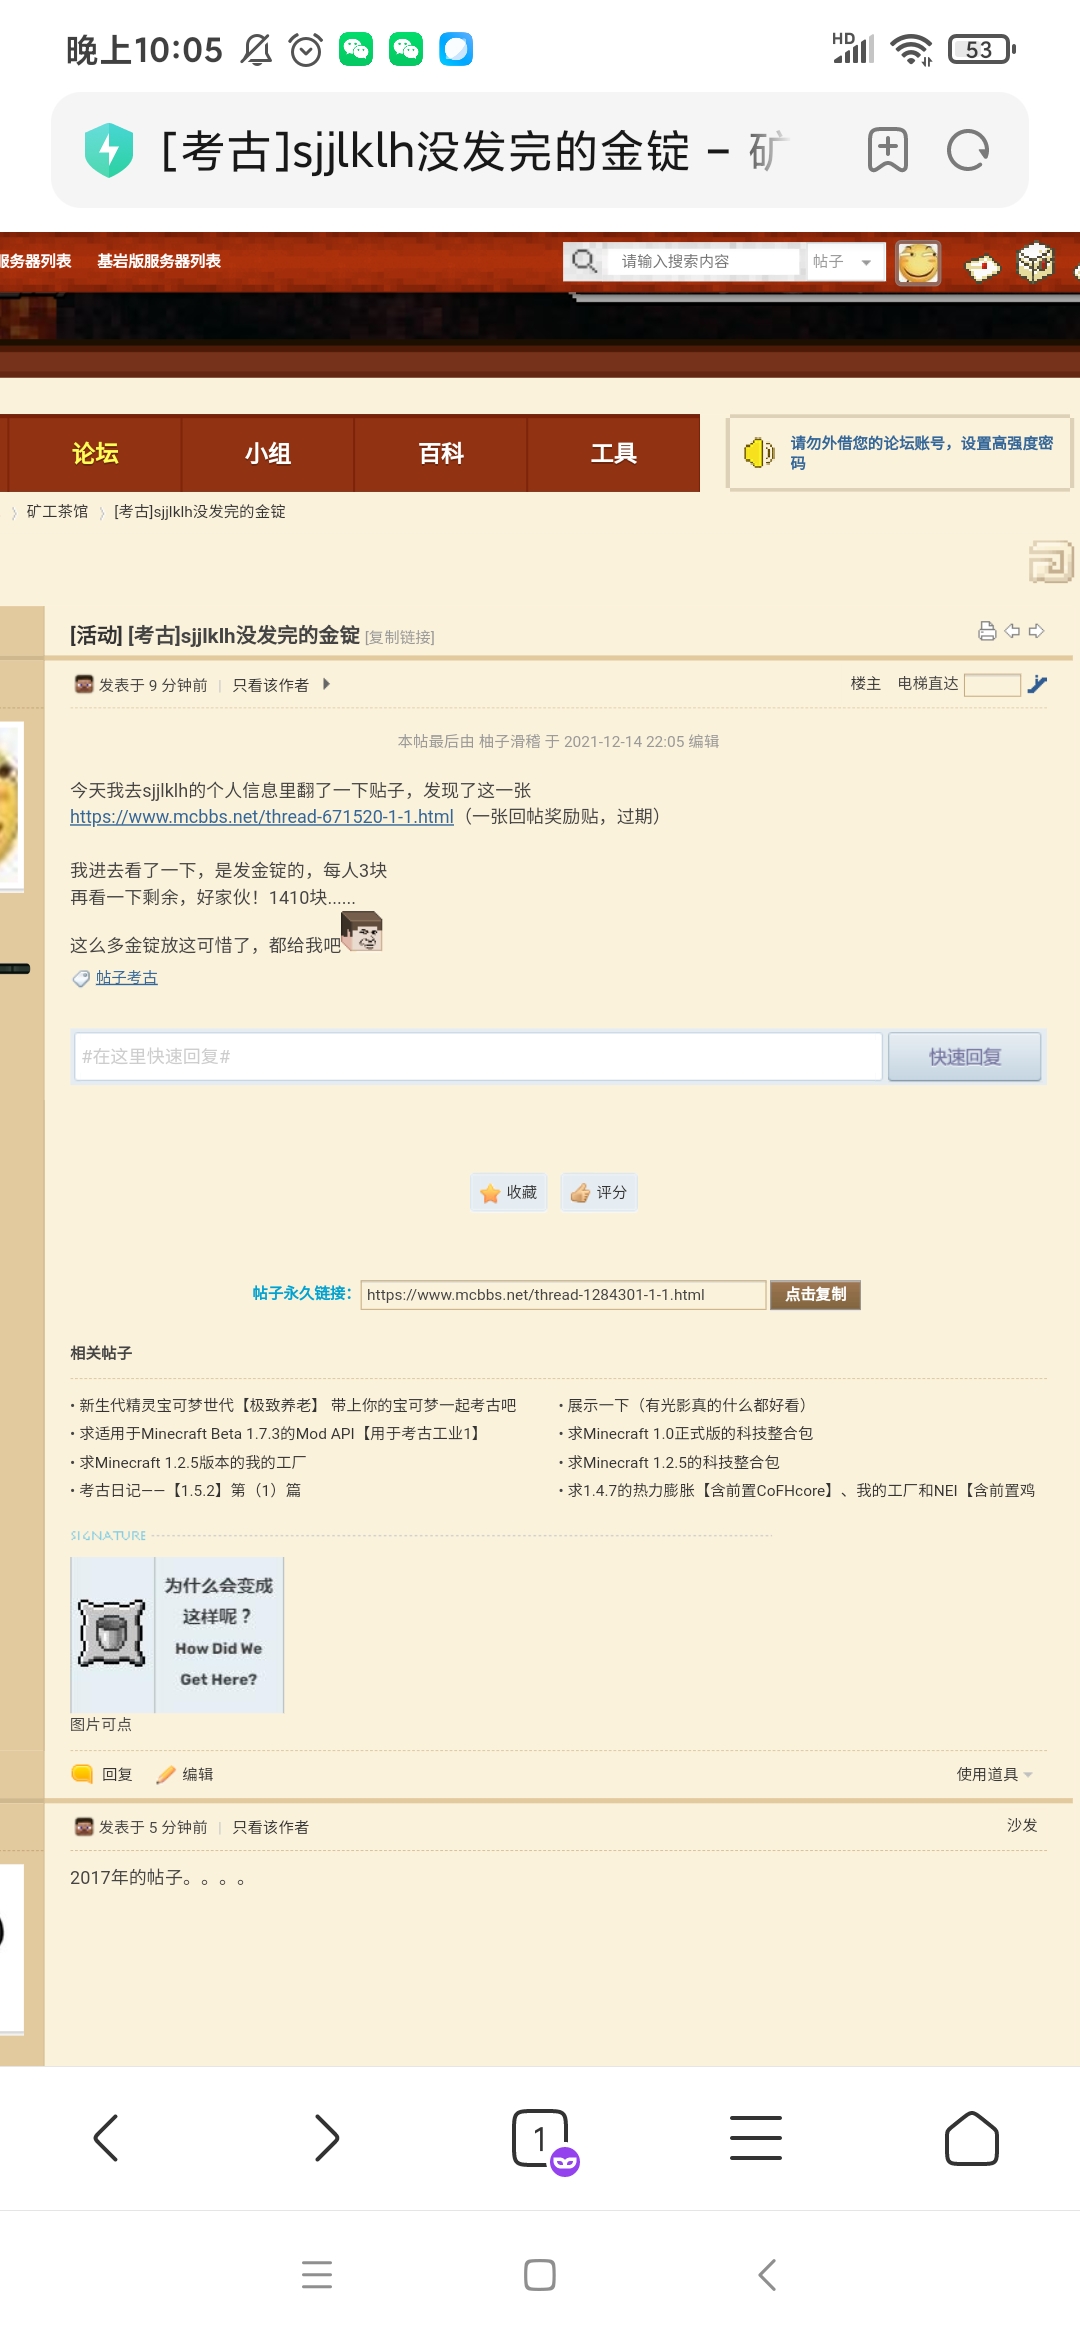 晚上10:05
HD
53
[考古]sjjlklh没发完的金锭 – 矿
服务器列表 基岩版服务器列表
请输入搜索内容 帖子
论坛 小组 百科 工具
请勿外借您的论坛账号，设置高强度密
码
矿工茶馆 [考古]sjjlklh没发完的金锭
[活动] [考古]sjjlklh没发完的金锭 [复制链接]
发表于 9 分钟前 | 只看该作者
楼主 电梯直达
本帖最后由 柚子滑稽 于 2021-12-14 22:05 编辑
今天我去sjjlklh的个人信息里翻了一下贴子，发现了这一张
https://www.mcbbs.net/thread-671520-1-1.html（一张回帖奖励贴，过期）
我进去看了一下，是发金锭的，每人3块
再看一下剩余，好家伙！1410块......
这么多金锭放这可惜了，都给我吧
帖子考古
#在这里快速回复# 快速回复
收藏 评分
帖子永久链接： https://www.mcbbs.net/thread-1284301-1-1.html 点击复制
相关帖子
• 新生代精灵宝可梦世代【极致养老】 带上你的宝可梦一起考古吧 • 展示一下（有光影真的什么都好看）
• 求适用于Minecraft Beta 1.7.3的Mod API【用于考古工业1】 • 求Minecraft 1.0正式版的科技整合包
• 求Minecraft 1.2.5版本的我的工厂 • 求Minecraft 1.2.5的科技整合包
• 考古日记——【1.5.2】第（1）篇 • 求1.4.7的热力膨胀【含前置CoFHcore】、我的工厂和NEI【含前置鸡
SIGNATURE
为什么会变成
这样呢？
How Did We
Get Here?
图片可点
回复 编辑 使用道具
发表于 5 分钟前 | 只看该作者 沙发
2017年的帖子。。。。
1